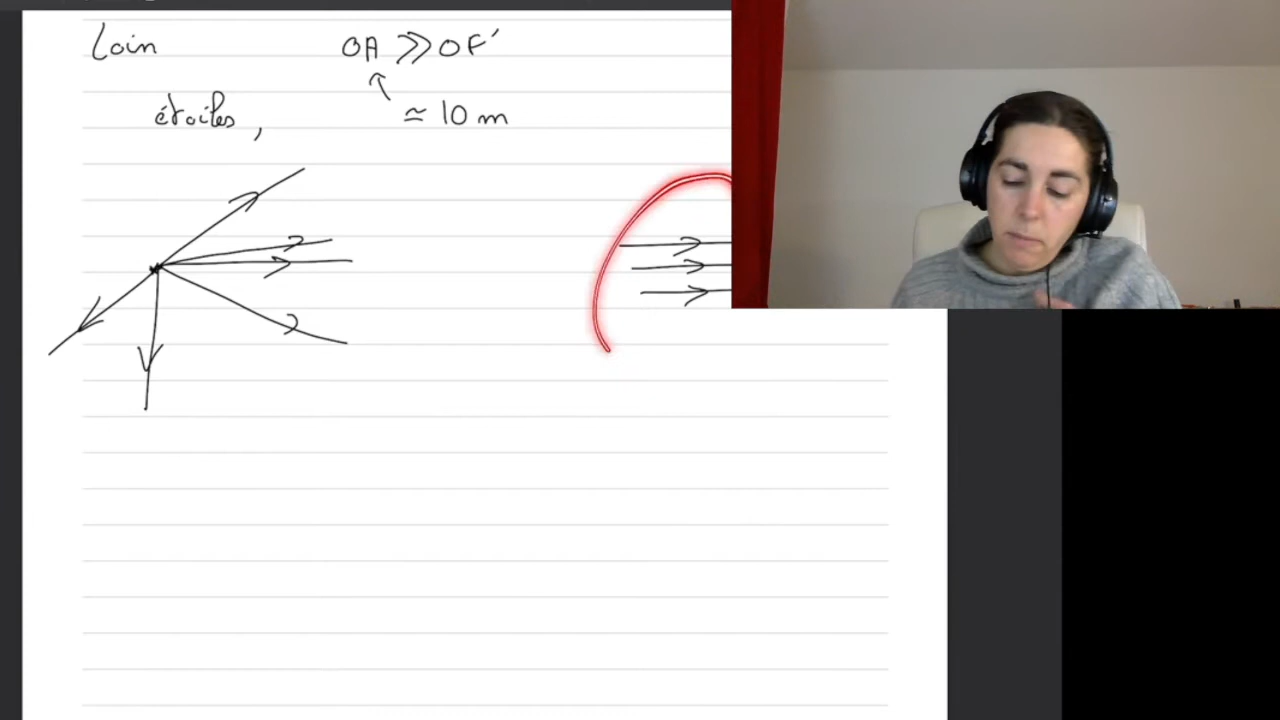 Loin OA >> OF'
étoiles, ≃ 10 m